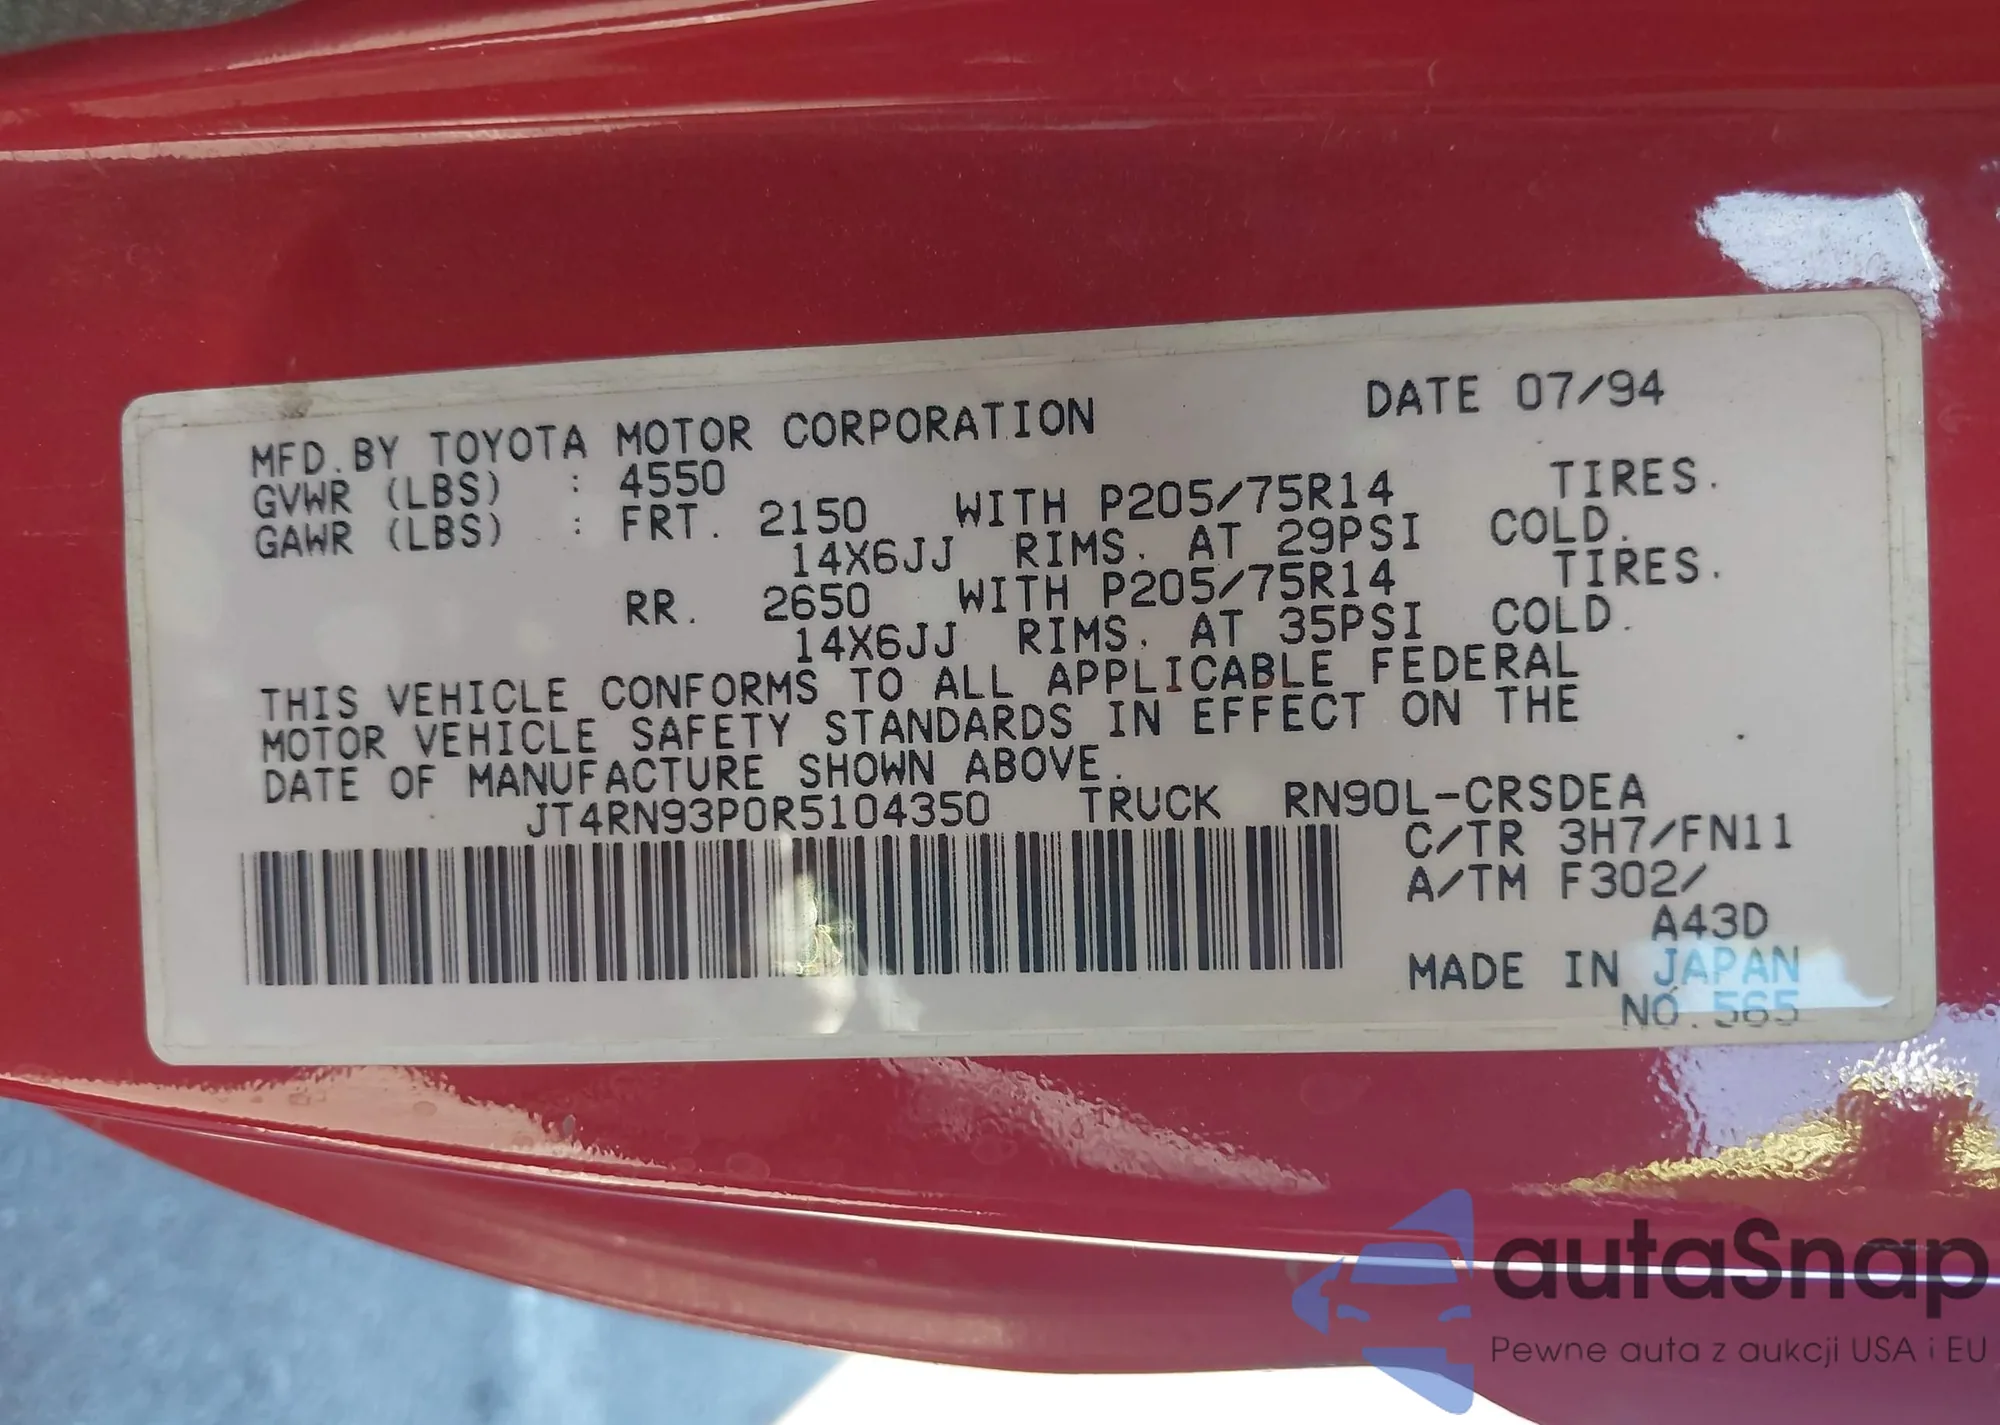 MFD.BY TOYOTA MOTOR CORPORATION DATE 07/94
GVWR (LBS) : 4550
GAWR (LBS) : FRT. 2150 WITH P205/75R14 TIRES.
14X6JJ RIMS. AT 29PSI COLD.
RR. 2650 WITH P205/75R14 TIRES.
14X6JJ RIMS. AT 35PSI COLD.
THIS VEHICLE CONFORMS TO ALL APPLICABLE FEDERAL
MOTOR VEHICLE SAFETY STANDARDS IN EFFECT ON THE
DATE OF MANUFACTURE SHOWN ABOVE.
JT4RN93P0R5104350 TRUCK RN90L-CRSDEA
C/TR 3H7/FN11
A/TM F302/
A43D
MADE IN JAPAN
NO.565
autaSnap
Pewne auta z aukcji USA i EU